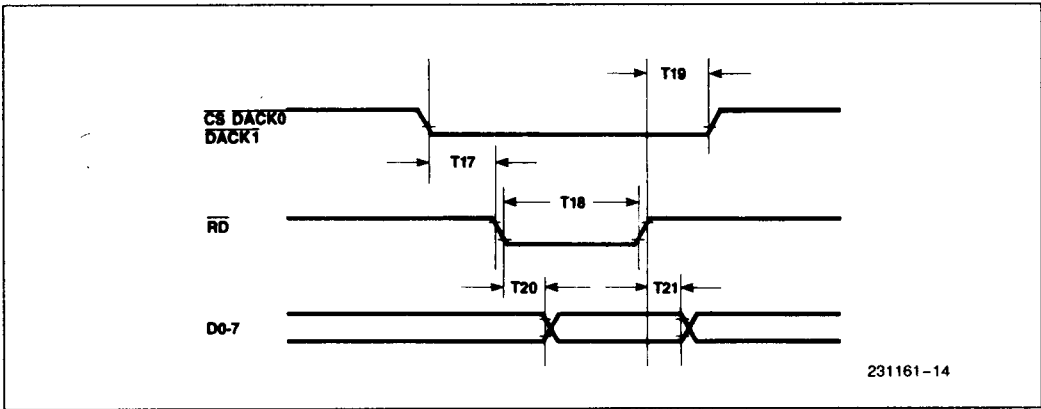 T19
CS DACK0
DACK1
T17
T18
RD
T20
T21
D0-7
231161-14